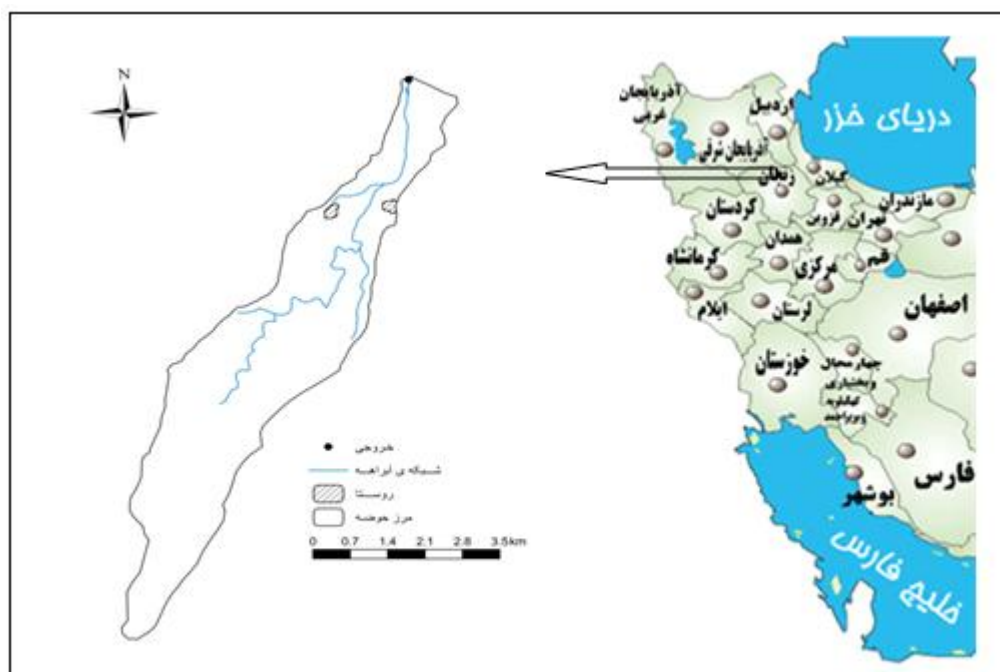 N
خروجی
شبکه ی آبراهه
روستا
مرز حوضه
0 0.7 1.4 2.1 2.8 3.5 km
دریای خزر
آذربایجان
غربی
اردبیل
آذربایجان شرقی
گیلان
زنجان
مازندران
کردستان
قزوین
تهران
همدان
قم
کرمانشاه
مرکزی
ایلام
لرستان
اصفهان
خوزستان
چهارمحال
و بختیاری
کهگیلویه
و بویراحمد
فارس
بوشهر
خلیج فارس